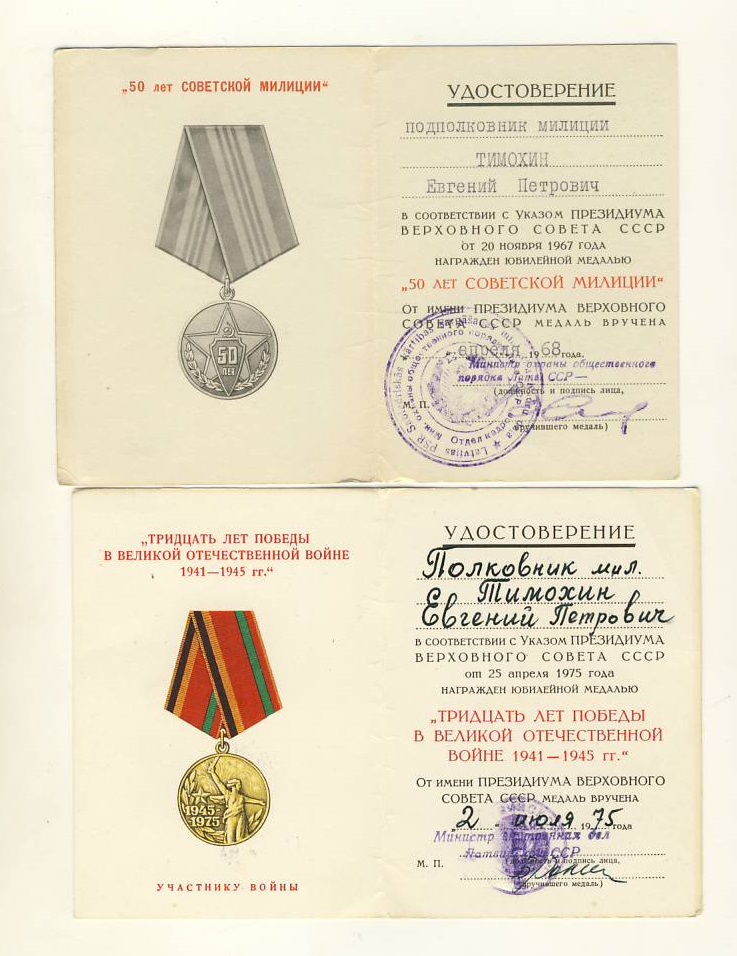 „50 лет СОВЕТСКОЙ МИЛИЦИИ“
50
ЛЕТ
УДОСТОВЕРЕНИЕ
ПОДПОЛКОВНИК МИЛИЦИИ
ТИМОХИН
Евгений Петрович
в соответствии с Указом ПРЕЗИДИУМА
ВЕРХОВНОГО СОВЕТА СССР
от 20 ноября 1967 года
награжден юбилейной медалью
„50 лет СОВЕТСКОЙ МИЛИЦИИ“
От имени ПРЕЗИДИУМА ВЕРХОВНОГО
СОВЕТА СССР медаль вручена
апреля 1968 года.
Министр охраны общественного
порядка Латв. ССР —
(должность и подпись лица,
М. П.
вручившего медаль)
„ТРИДЦАТЬ ЛЕТ ПОБЕДЫ
В ВЕЛИКОЙ ОТЕЧЕСТВЕННОЙ ВОЙНЕ
1941—1945 гг.“
1945-
1975
УЧАСТНИКУ ВОЙНЫ
УДОСТОВЕРЕНИЕ
Полковник мил.
Тимохин
Евгений Петрович
в соответствии с Указом ПРЕЗИДИУМА
ВЕРХОВНОГО СОВЕТА СССР
от 25 апреля 1975 года
награжден юбилейной медалью
„ТРИДЦАТЬ ЛЕТ ПОБЕДЫ
В ВЕЛИКОЙ ОТЕЧЕСТВЕННОЙ
ВОЙНЕ 1941—1945 гг.“
От имени ПРЕЗИДИУМА ВЕРХОВНОГО
СОВЕТА СССР медаль вручена
„2“ июля 1975 года
Министр внутренних дел
Латвийской ССР
М. П.
(должность и подпись лица,
вручившего медаль)